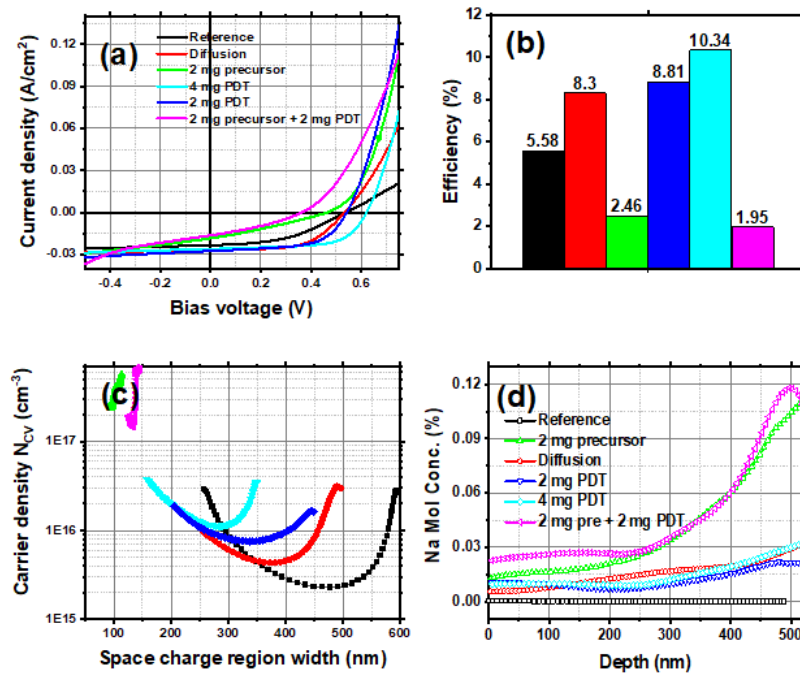 (a)
Reference
Diffusion
2 mg precursor
4 mg PDT
2 mg PDT
2 mg precursor + 2 mg PDT
Current density (A/cm²)
0.12
0.09
0.06
0.03
0.00
-0.03
-0.4
-0.2
0.0
0.2
0.4
0.6
Bias voltage (V)
(b)
Efficiency (%)
12
10
8
6
4
2
0
5.58
8.3
2.46
8.81
10.34
1.95
(c)
Carrier density N_CV (cm⁻³)
1E17
1E16
1E15
100
200
300
400
500
600
Space charge region width (nm)
(d)
Reference
2 mg precursor
Diffusion
2 mg PDT
4 mg PDT
2 mg pre + 2 mg PDT
Na Mol Conc. (%)
0.12
0.09
0.06
0.03
0.00
0
100
200
300
400
500
Depth (nm)